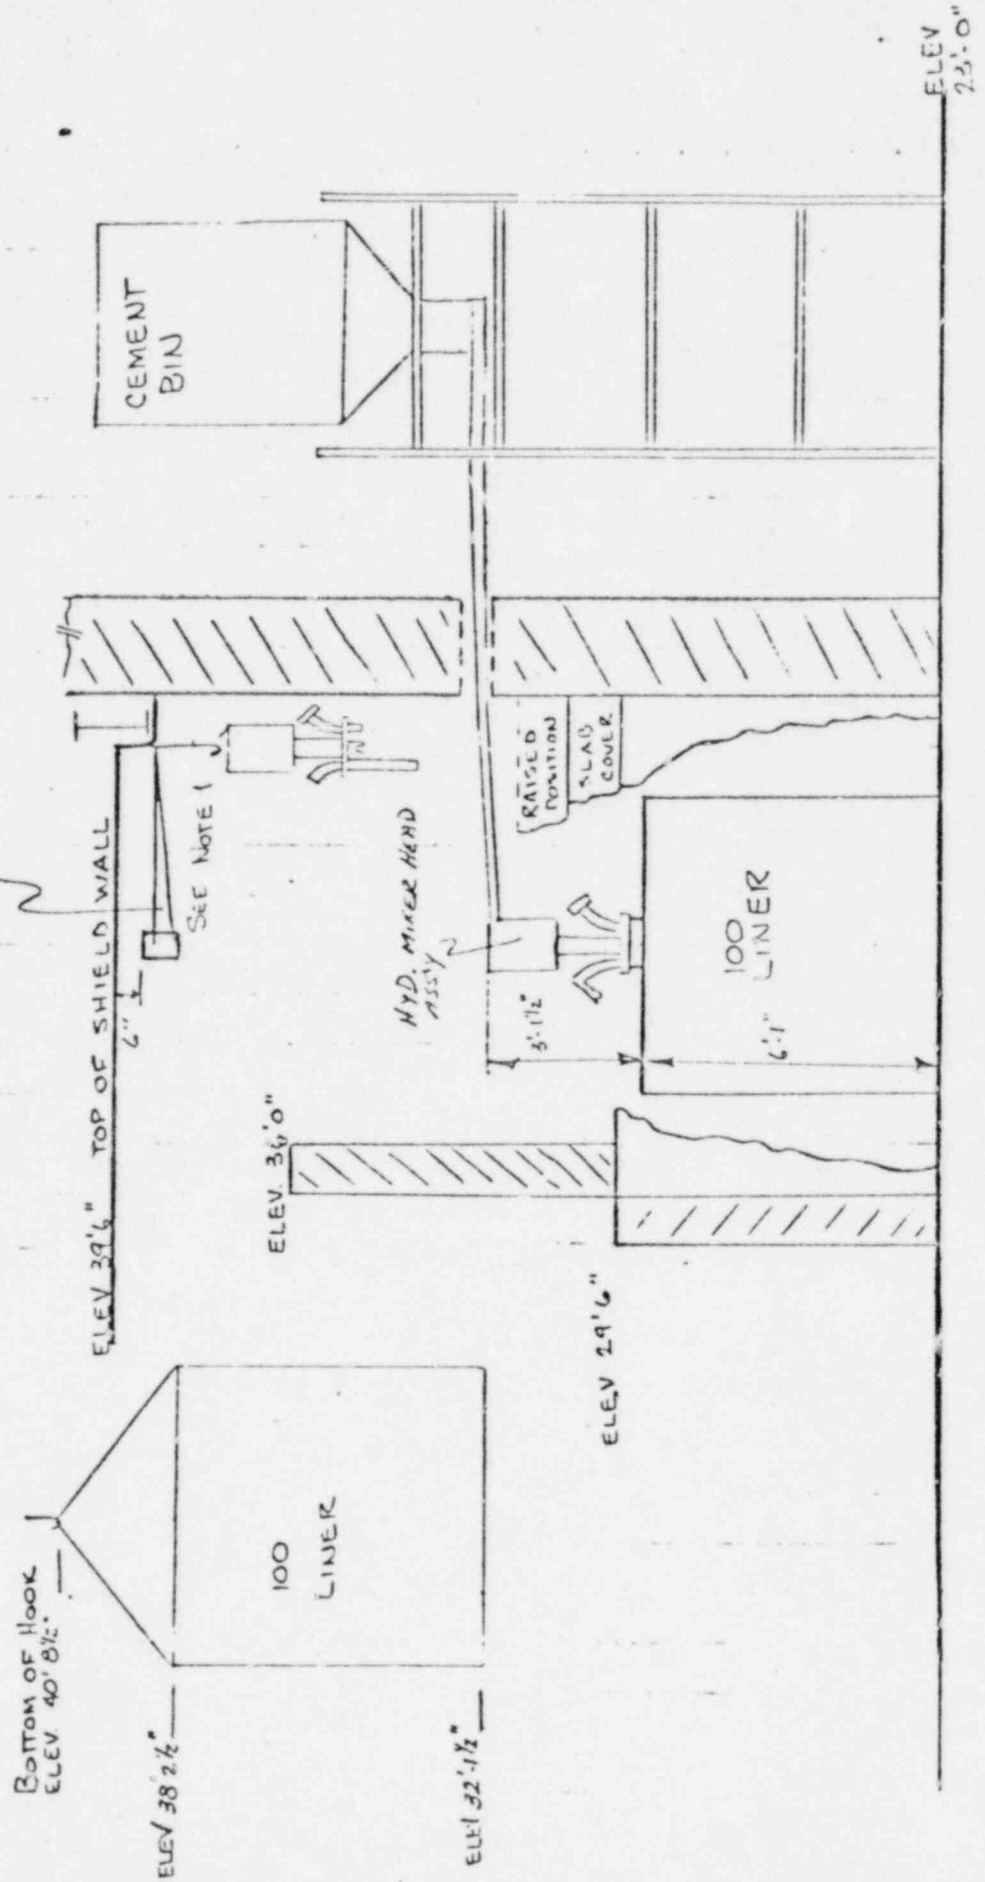 BOTTOM OF HOOK
ELEV. 40' 8½"
ELEV 38' 2½"
ELEV 32'-1½"
100
LINER
ELEV 39'6" TOP OF SHIELD WALL
6"
SEE NOTE 1
ELEV. 36'0"
ELEV 29'6"
HYD. MIXER HEAD
ASS'Y
3'-1½"
6'-1"
100
LINER
RAISED
POSITION
SLAB
COVER
CEMENT
BIN
ELEV
23'-0"